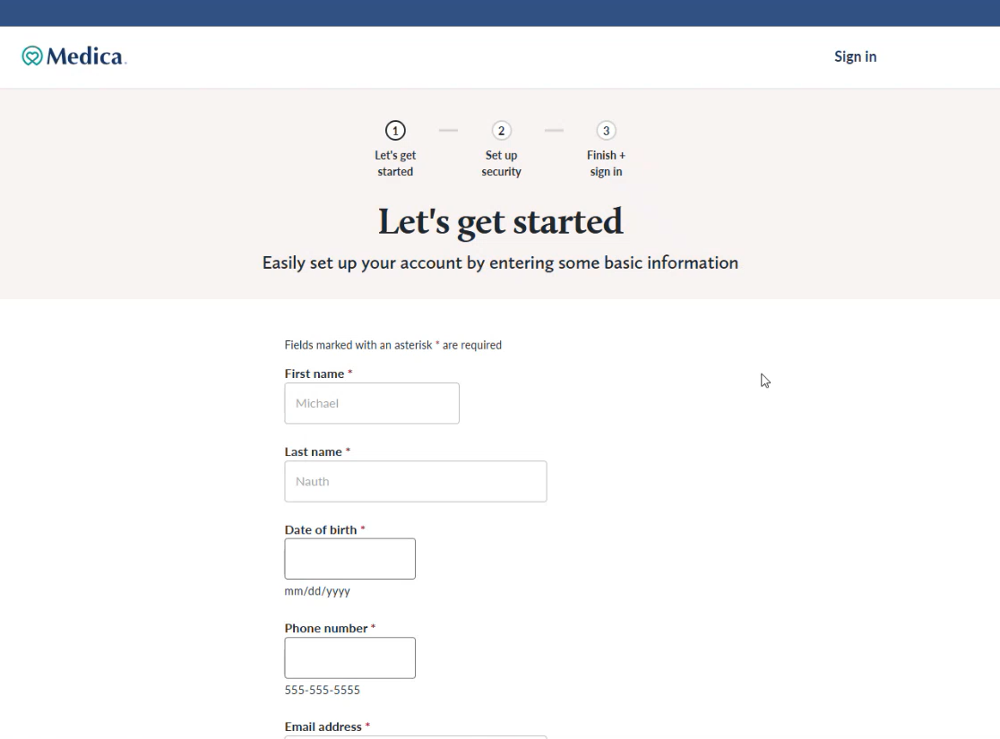 Medica.
Sign in
1
2
3
Let's get
started
Set up
security
Finish +
sign in
Let's get started
Easily set up your account by entering some basic information
Fields marked with an asterisk * are required
First name *
Michael
Last name *
Nauth
Date of birth *
mm/dd/yyyy
Phone number *
555-555-5555
Email address *